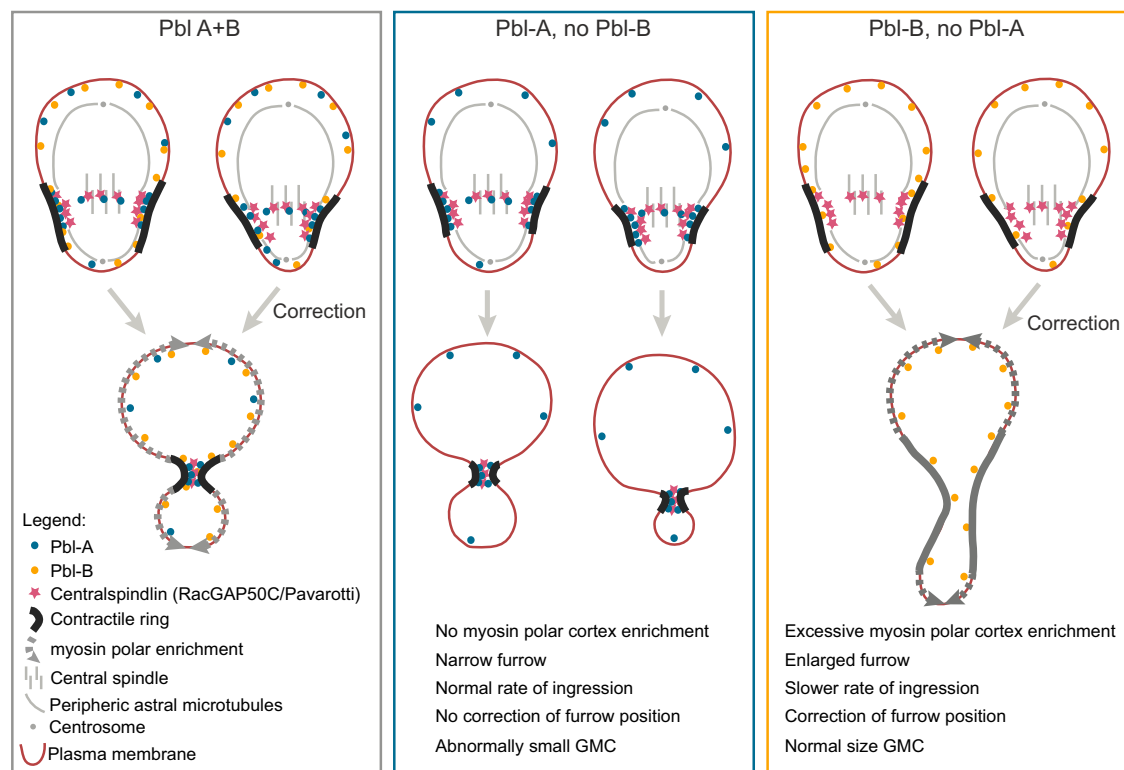 Pbl A+B
Correction
Legend:
Pbl-A
Pbl-B
Centralspindlin (RacGAP50C/Pavarotti)
Contractile ring
myosin polar enrichment
Central spindle
Peripheric astral microtubules
Centrosome
Plasma membrane
Pbl-A, no Pbl-B
No myosin polar cortex enrichment
Narrow furrow
Normal rate of ingression
No correction of furrow position
Abnormally small GMC
Pbl-B, no Pbl-A
Correction
Excessive myosin polar cortex enrichment
Enlarged furrow
Slower rate of ingression
Correction of furrow position
Normal size GMC